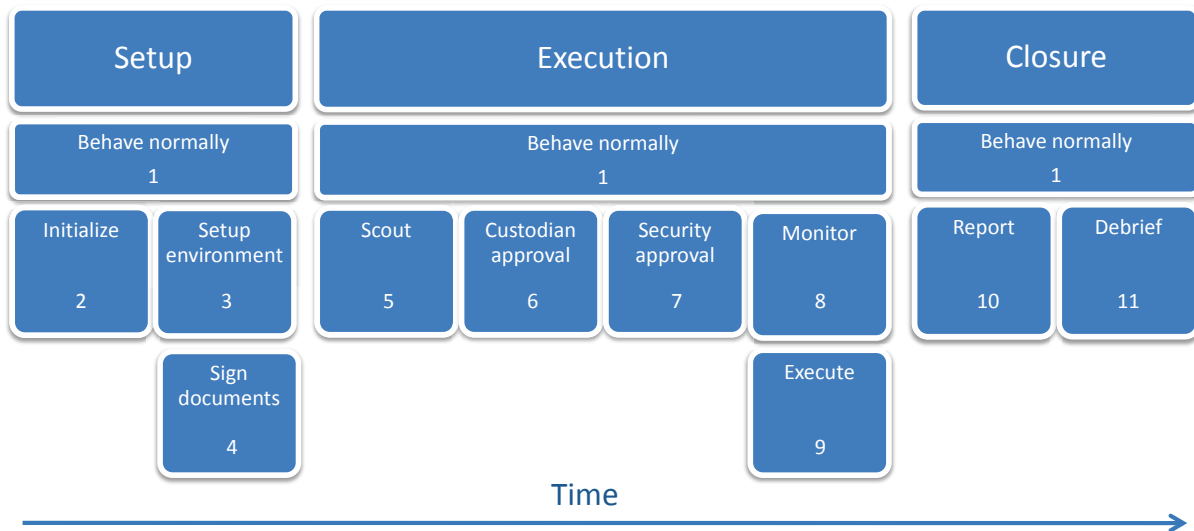 Setup
Execution
Closure
Behave normally
1
Behave normally
1
Behave normally
1
Initialize
2
Setup
environment
3
Scout
5
Custodian
approval
6
Security
approval
7
Monitor
8
Report
10
Debrief
11
Sign
documents
4
Execute
9
Time